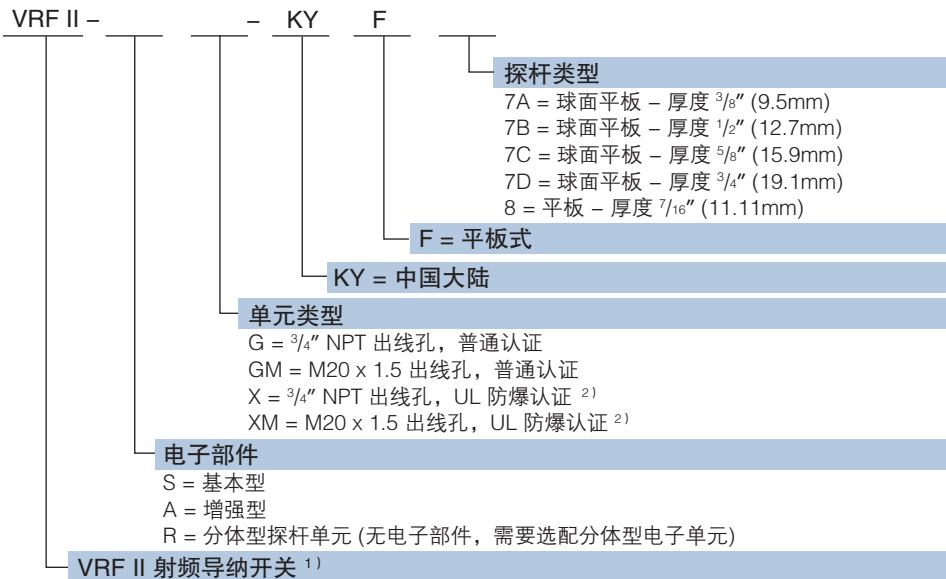 VRF II – – KY F
探杆类型
7A = 球面平板 – 厚度 3/8″ (9.5mm)
7B = 球面平板 – 厚度 1/2″ (12.7mm)
7C = 球面平板 – 厚度 5/8″ (15.9mm)
7D = 球面平板 – 厚度 3/4″ (19.1mm)
8 = 平板 – 厚度 7/16″ (11.11mm)
F = 平板式
KY = 中国大陆
单元类型
G = 3/4″ NPT 出线孔，普通认证
GM = M20 x 1.5 出线孔，普通认证
X = 3/4″ NPT 出线孔，UL 防爆认证 2)
XM = M20 x 1.5 出线孔，UL 防爆认证 2)
电子部件
S = 基本型
A = 增强型
R = 分体型探杆单元 (无电子部件，需要选配分体型电子单元)
VRF II 射频导纳开关 1)